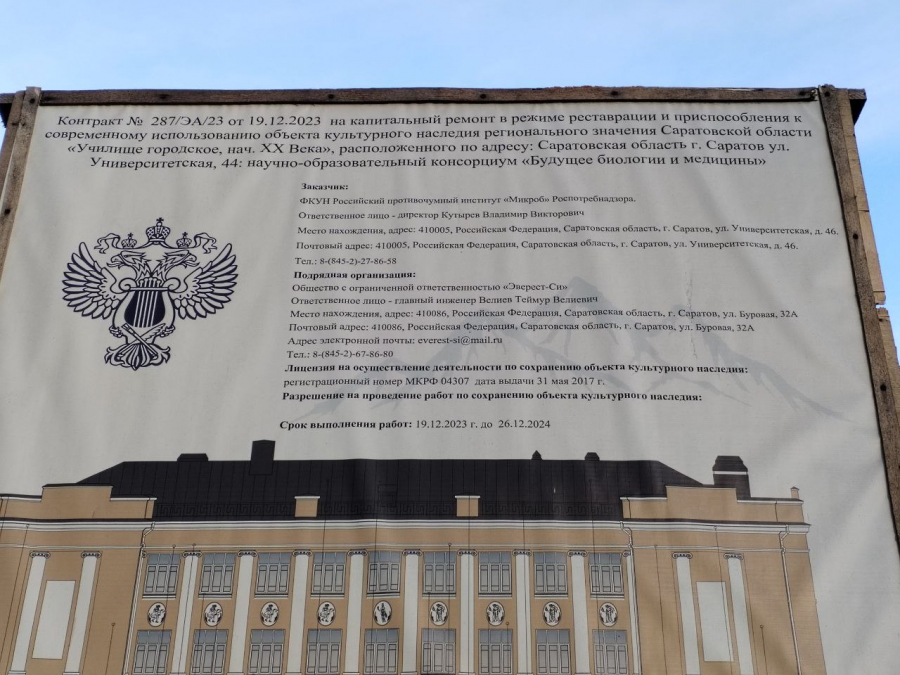 Контракт № 287/ЭА/23 от 19.12.2023 на капитальный ремонт в режиме реставрации и приспособления к
современному использованию объекта культурного наследия регионального значения Саратовской области
«Училище городское, нач. XX Века», расположенного по адресу: Саратовская область г. Саратов ул.
Университетская, 44: научно-образовательный консорциум «Будущее биологии и медицины»
Заказчик:
ФКУН Российский противочумный институт «Микроб» Роспотребнадзора.
Ответственное лицо - директор Кутырев Владимир Викторович
Место нахождения, адрес: 410005, Российская Федерация, Саратовская область, г. Саратов, ул. Университетская, д. 46.
Почтовый адрес: 410005, Российская Федерация, Саратовская область, г. Саратов, ул. Университетская, д. 46.
Тел.: 8-(845-2)-27-86-58
Подрядная организация:
Общество с ограниченной ответственностью «Эверест-Си»
Ответственное лицо - главный инженер Велиев Теймур Велиевич
Место нахождения, адрес: 410086, Российская Федерация, Саратовская область, г. Саратов, ул. Буровая, 32А
Почтовый адрес: 410086, Российская Федерация, Саратовская область, г. Саратов, ул. Буровая, 32А
Адрес электронной почты: everest-si@mail.ru
Тел.: 8-(845-2)-67-86-80
Лицензия на осуществление деятельности по сохранению объекта культурного наследия:
регистрационный номер МКРФ 04307 дата выдачи 31 мая 2017 г.
Разрешение на проведение работ по сохранению объекта культурного наследия:
Срок выполнения работ: 19.12.2023 г. до 26.12.2024